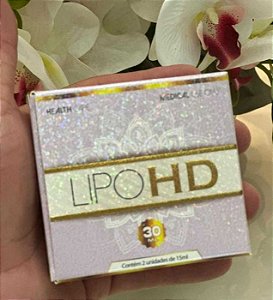 HEALTH MEDICAL
LIPO HD
30
Contém 2 unidades de 15ml